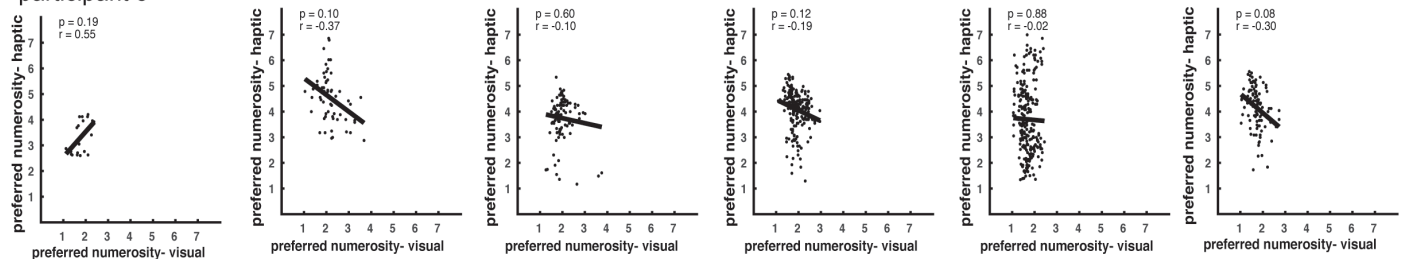 participant
p = 0.19
r = 0.55
preferred numerosity- haptic
7
6
5
4
3
2
1
1 2 3 4 5 6 7
preferred numerosity- visual
p = 0.10
r = -0.37
preferred numerosity- haptic
7
6
5
4
3
2
1
1 2 3 4 5 6 7
preferred numerosity- visual
p = 0.60
r = -0.10
preferred numerosity- haptic
7
6
5
4
3
2
1
1 2 3 4 5 6 7
preferred numerosity- visual
p = 0.12
r = -0.19
preferred numerosity- haptic
7
6
5
4
3
2
1
1 2 3 4 5 6 7
preferred numerosity- visual
p = 0.88
r = -0.02
preferred numerosity- haptic
7
6
5
4
3
2
1
1 2 3 4 5 6 7
preferred numerosity- visual
p = 0.08
r = -0.30
preferred numerosity- haptic
7
6
5
4
3
2
1
1 2 3 4 5 6 7
preferred numerosity- visual